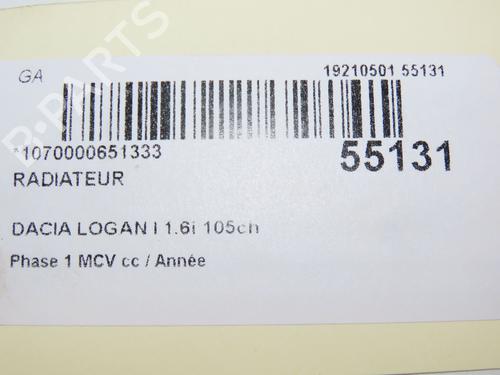 GA
19210501 55131
*1070000651333
55131
RADIATEUR
DACIA LOGAN I 1.6i 105ch
Phase 1 MCV cc / Année
B-PARTS